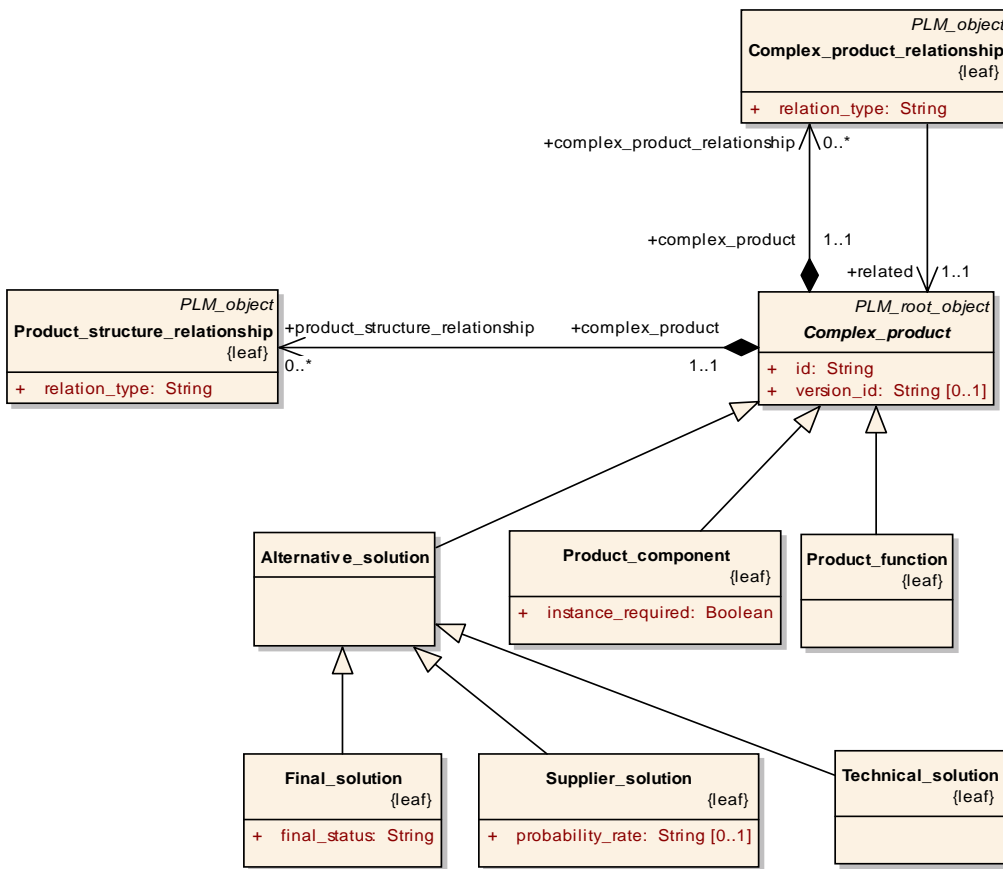 PLM_object
Complex_product_relationship
{leaf}
+ relation_type: String
+complex_product_relationship 0..*
+complex_product 1..1
+related 1..1
PLM_object
Product_structure_relationship
{leaf}
+ relation_type: String
+product_structure_relationship
0..*
+complex_product
1..1
PLM_root_object
Complex_product
+ id: String
+ version_id: String [0..1]
Alternative_solution
Product_component
{leaf}
+ instance_required: Boolean
Product_function
{leaf}
Final_solution
{leaf}
+ final_status: String
Supplier_solution
{leaf}
+ probability_rate: String [0..1]
Technical_solution
{leaf}